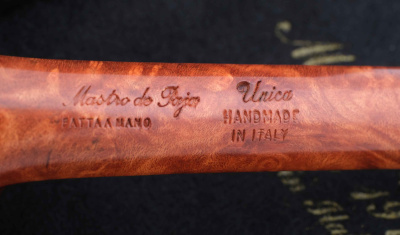 Mastro de Paja
FATTA A MANO
Unica
HANDMADE
IN ITALY